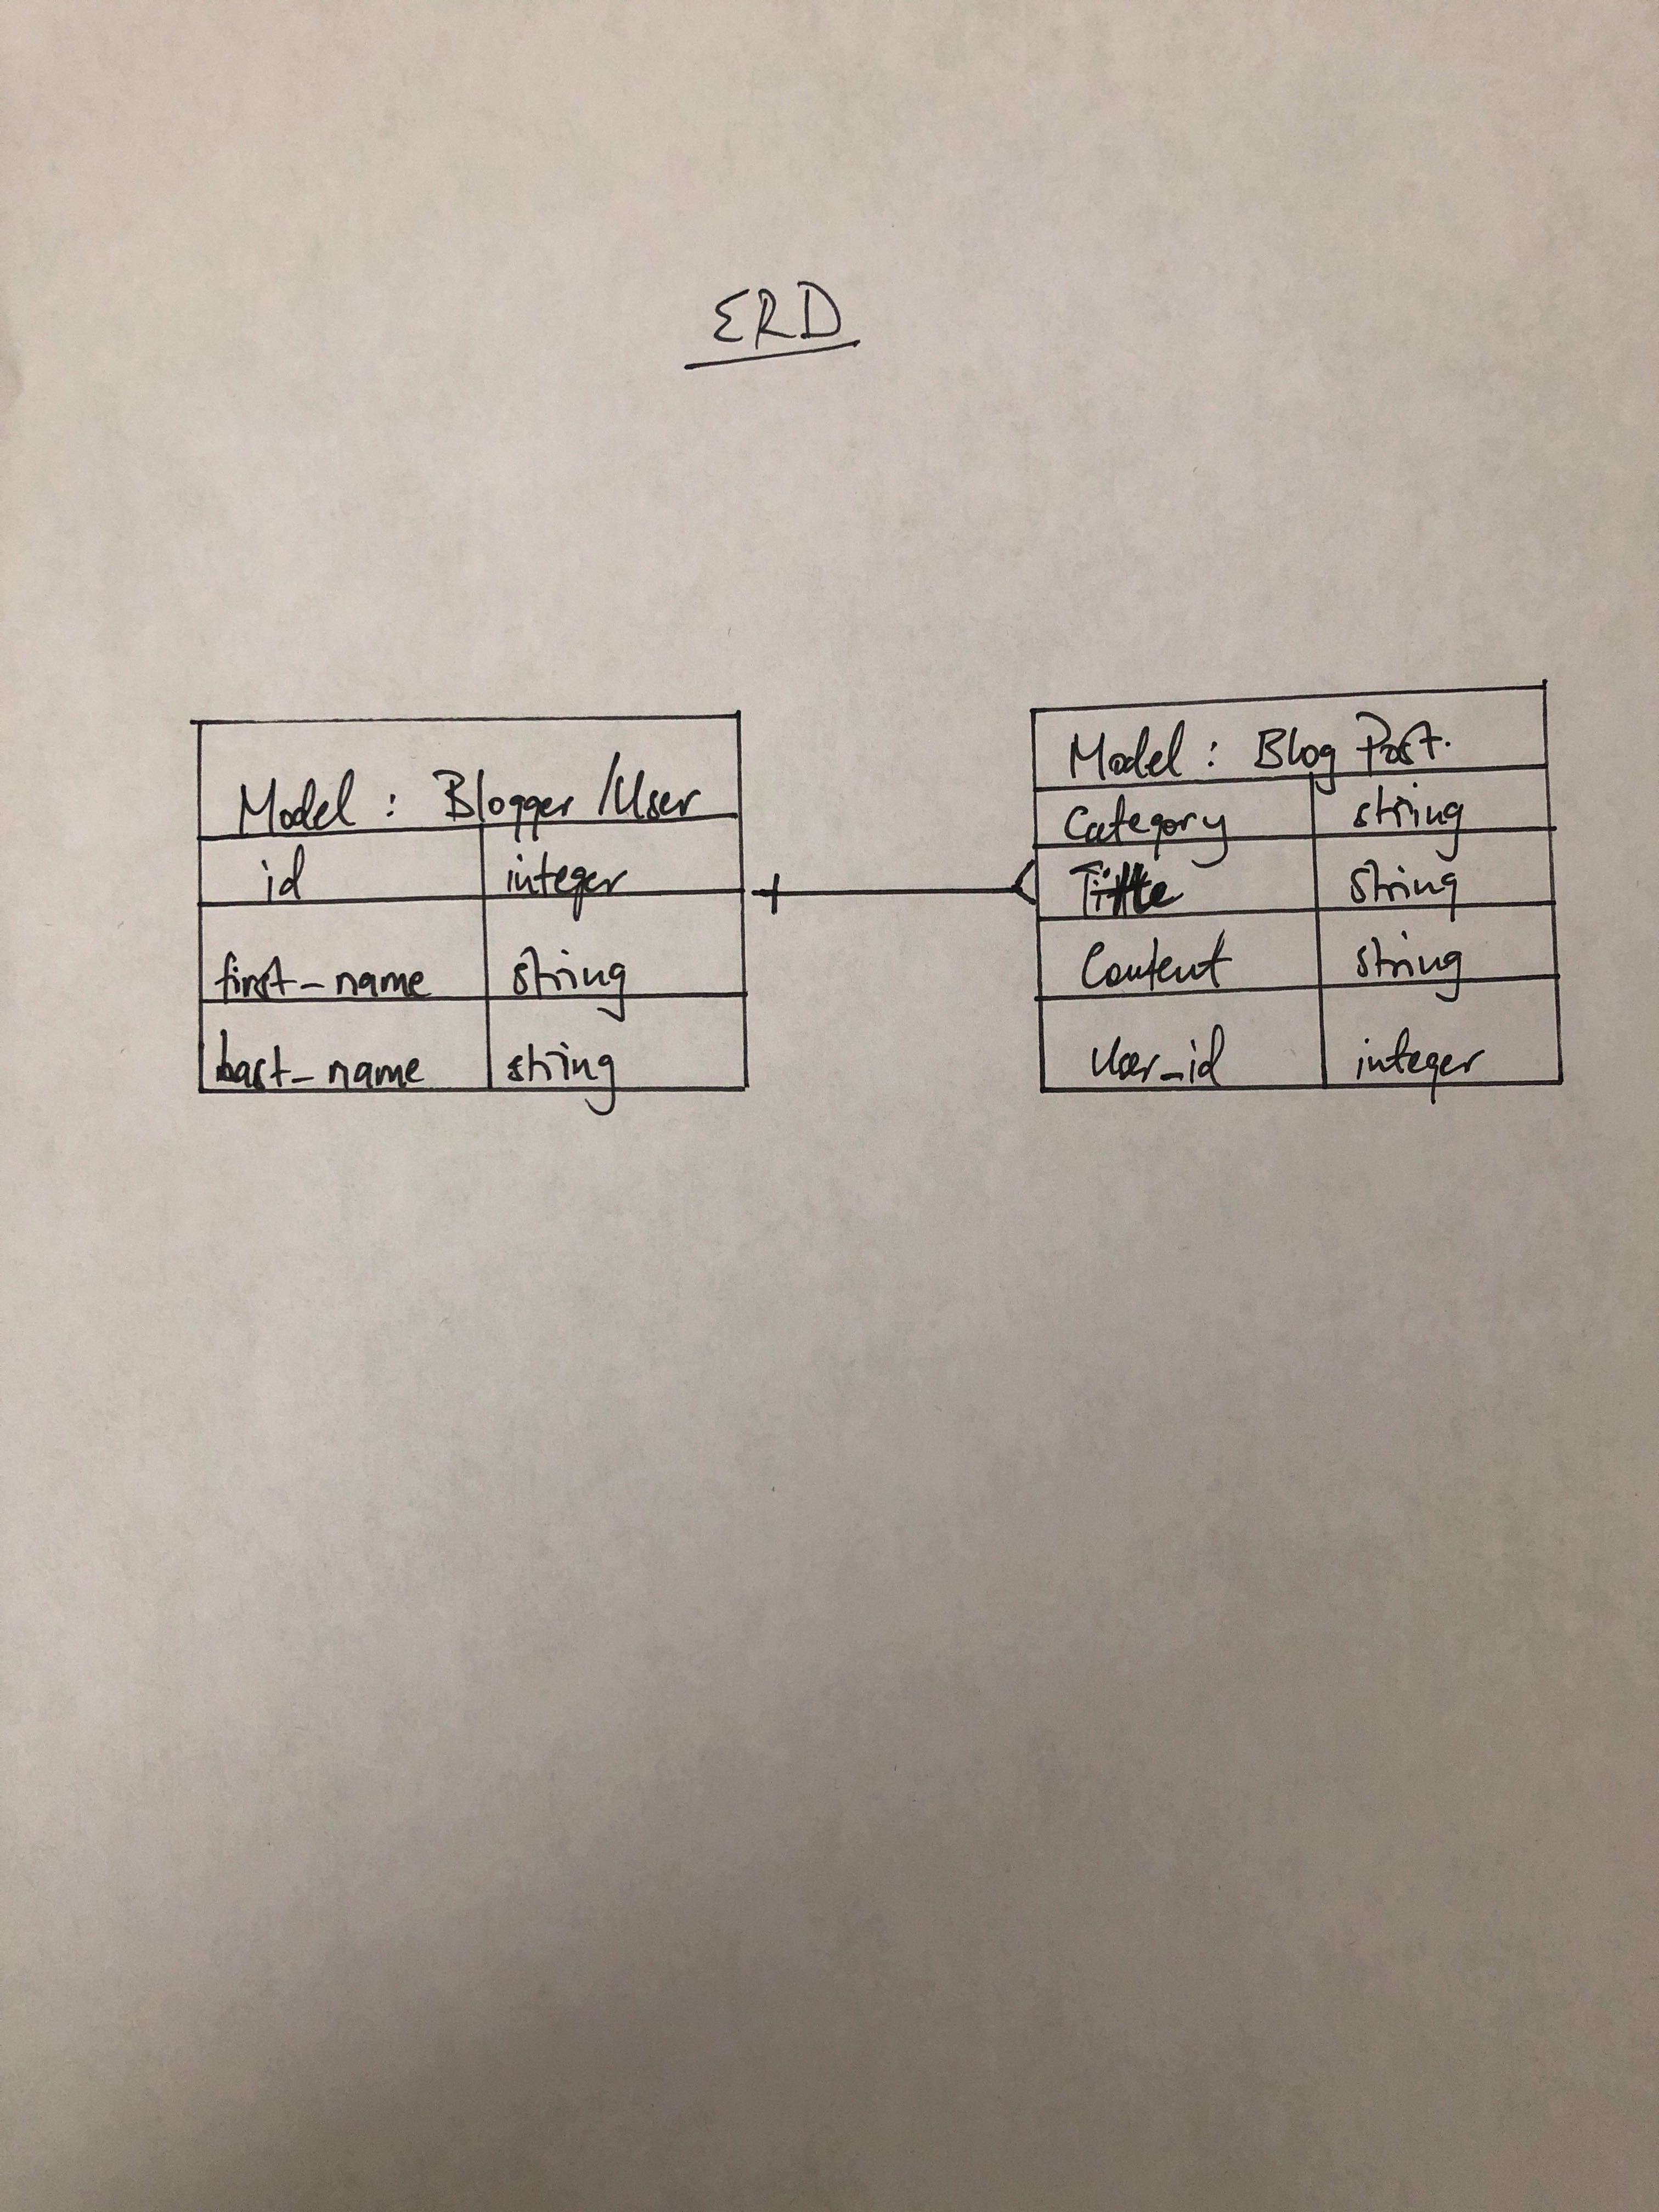 ERD
Model : Blogger /User
id integer
first_name string
last_name string
Model : Blog Post.
Category string
Title string
Content string
User_id integer